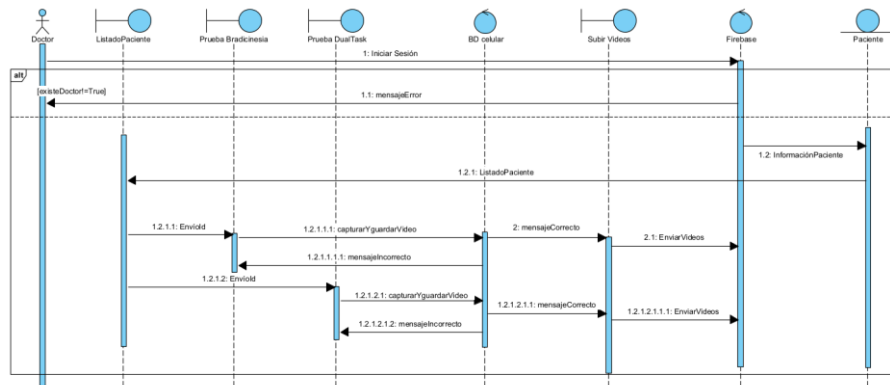 Doctor
ListadoPaciente
Prueba Bradicinesia
Prueba DualTask
BD celular
Subir Videos
Firebase
Paciente
1: Iniciar Sesión
alt
[existeDoctor!=True]
1.1: mensajeError
1.2: InformaciónPaciente
1.2.1: ListadoPaciente
1.2.1.1: EnvioId
1.2.1.1.1: capturarYguardarVideo
2: mensajeCorrecto
2.1: EnviarVideos
1.2.1.1.1.1: mensajeIncorrecto
1.2.1.2: EnvioId
1.2.1.2.1: capturarYguardarVideo
1.2.1.2.1.1: mensajeCorrecto
1.2.1.2.1.1.1: EnviarVideos
1.2.1.2.1.2: mensajeIncorrecto